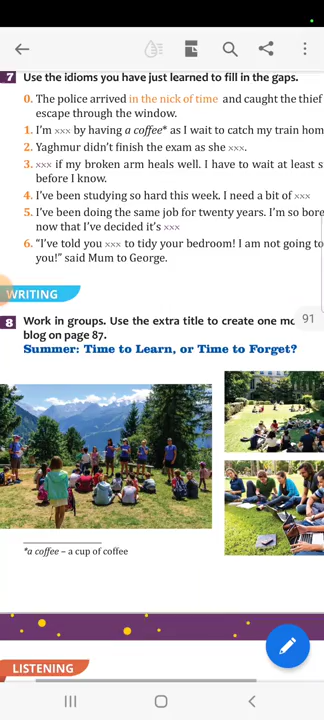 7 Use the idioms you have just learned to fill in the gaps.
0. The police arrived in the nick of time and caught the thief
escape through the window.
1. I'm xxx by having a coffee* as I wait to catch my train hom
2. Yaghmur didn't finish the exam as she xxx.
3. xxx if my broken arm heals well. I have to wait at least s
before I know.
4. I've been studying so hard this week. I need a bit of xxx
5. I've been doing the same job for twenty years. I'm so bore
now that I've decided it's xxx
6. "I've told you xxx to tidy your bedroom! I am not going to
you!" said Mum to George.
WRITING
8 Work in groups. Use the extra title to create one mo
91
blog on page 87.
Summer: Time to Learn, or Time to Forget?
*a coffee – a cup of coffee
LISTENING